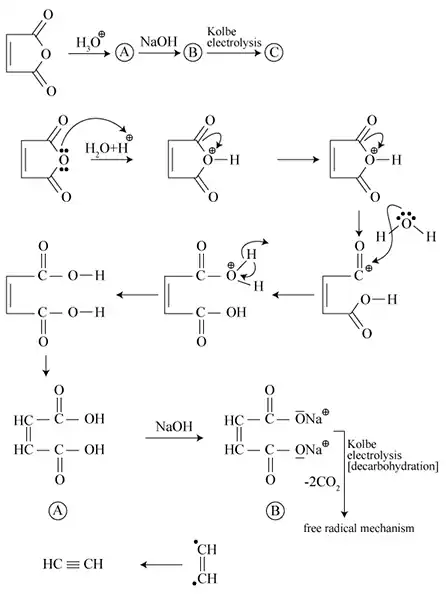 O
O
O
H₃O⊕
A
NaOH
B
Kolbe
electrolysis
C
O
O
O
H₂O+H⊕
O
O⊕—H
O
O
O⊕—H
O
H O H
O
C⊕
O—H
O
O
C—O⊕ H
H
C—OH
O
O
C—O—H
C—O—H
O
O
HC—C—OH
HC—C—OH
O
A
NaOH
O
HC—C—ONa⊕
HC—C—ONa⊕
O
B
Kolbe
electrolysis
[decarbohydration]
-2CO₂
free radical mechanism
HC≡CH
CH
CH